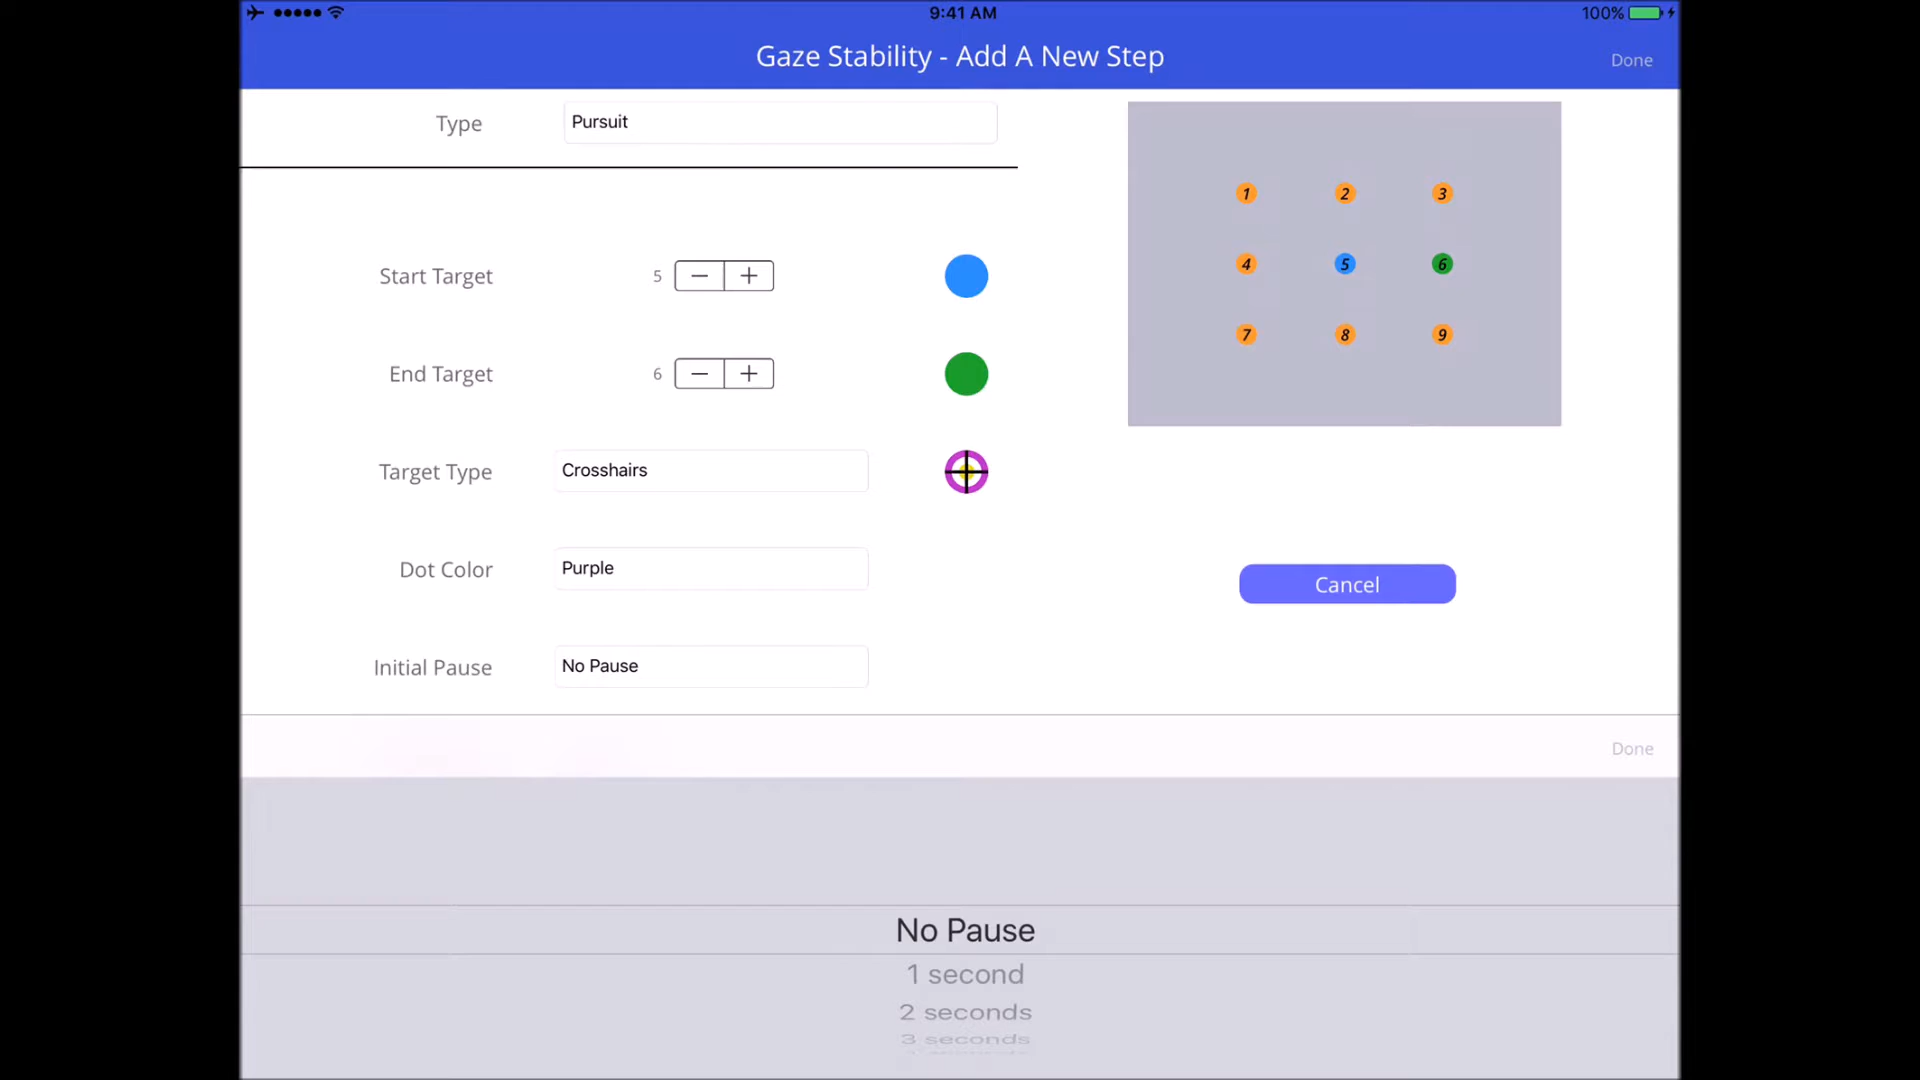 9:41 AM
100%
Gaze Stability - Add A New Step
Done
Type
Pursuit
1 2 3
4 5 6
7 8 9
Start Target
5
− +
End Target
6
− +
Target Type
Crosshairs
Dot Color
Purple
Cancel
Initial Pause
No Pause
Done
No Pause
1 second
2 seconds
3 seconds